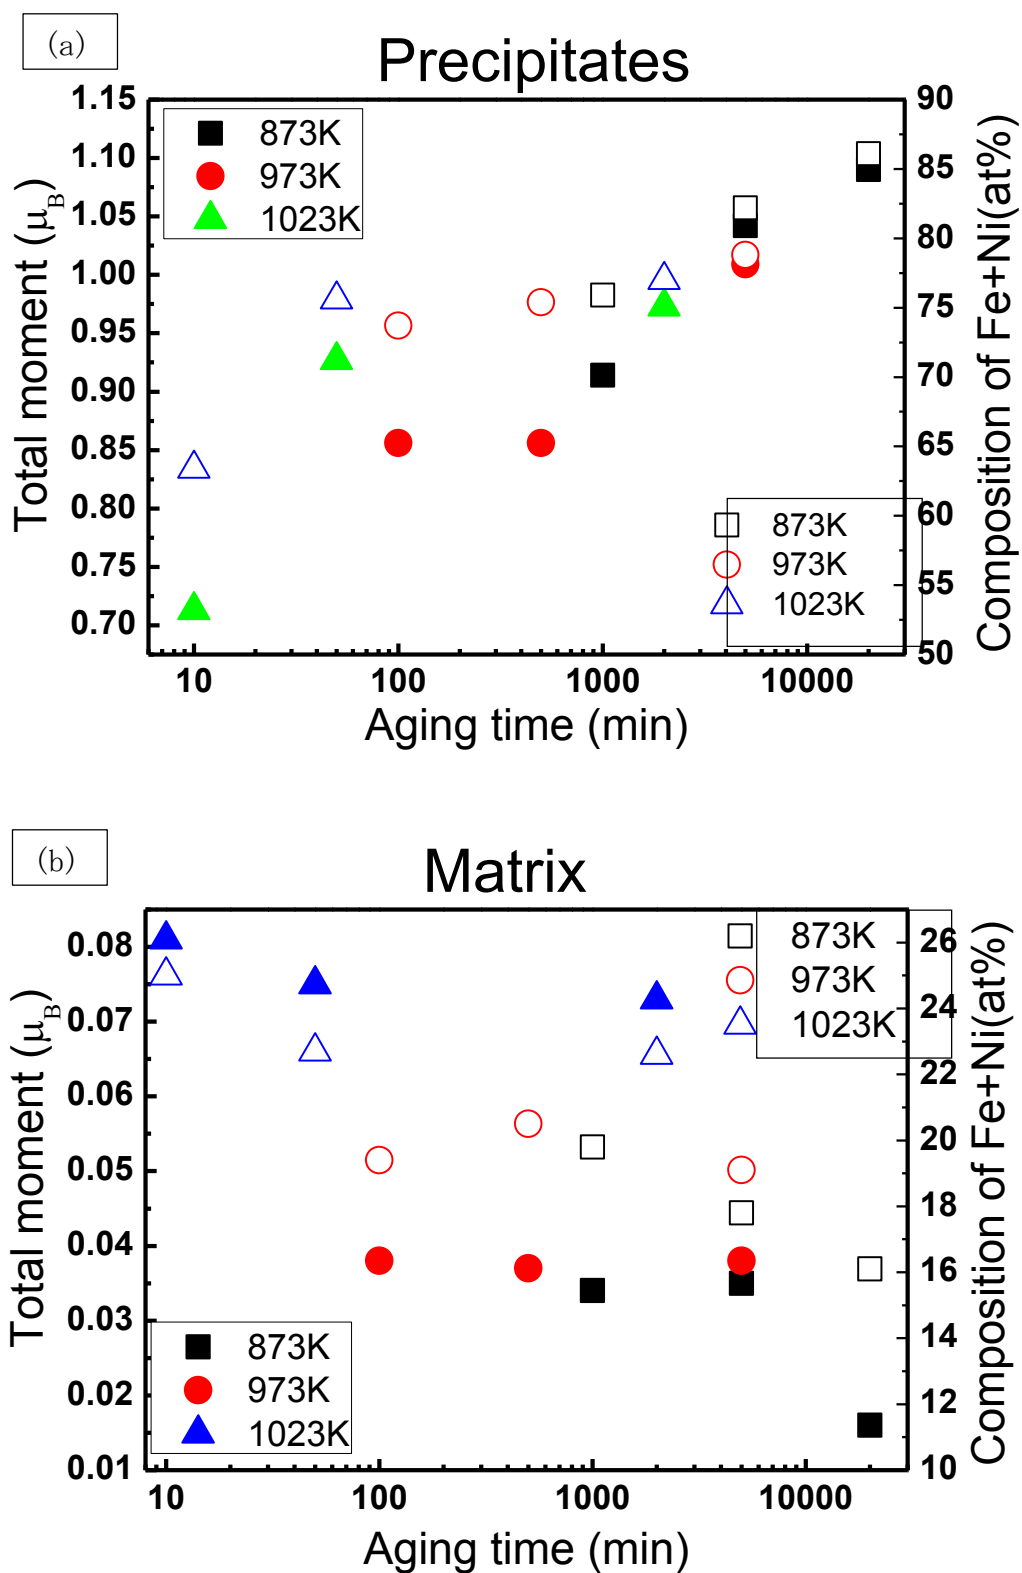 (a)
Precipitates
Total moment (μB)
1.15
1.10
1.05
1.00
0.95
0.90
0.85
0.80
0.75
0.70
873K
973K
1023K
873K
973K
1023K
90
85
80
75
70
65
60
55
50
Composition of Fe+Ni(at%)
10 100 1000 10000
Aging time (min)
(b)
Matrix
Total moment (μB)
0.08
0.07
0.06
0.05
0.04
0.03
0.02
0.01
873K
973K
1023K
873K
973K
1023K
26
24
22
20
18
16
14
12
10
Composition of Fe+Ni(at%)
10 100 1000 10000
Aging time (min)